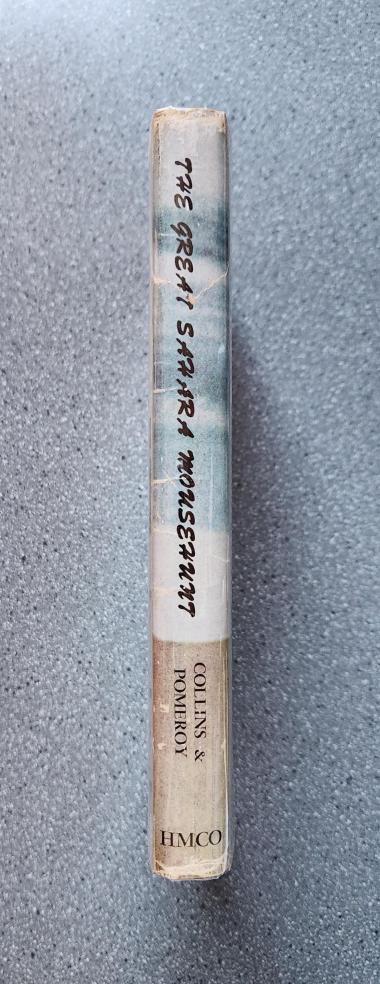 THE GREAT SAHARA MOUSEHUNT
COLLINS &
POMEROY
HMCO